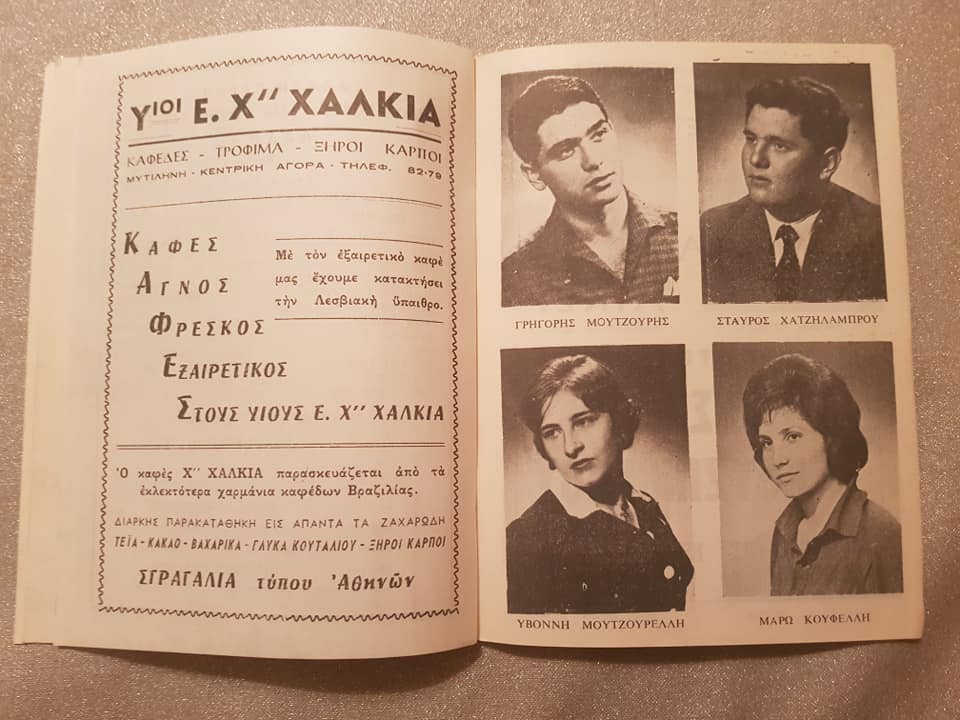 Υιοι Ε. Χ'' ΧΑΛΚΙΑ
ΚΑΦΕΔΕΣ - ΤΡΟΦΙΜΑ - ΞΗΡΟΙ ΚΑΡΠΟΙ
ΜΥΤΙΛΗΝΗ - ΚΕΝΤΡΙΚΗ ΑΓΟΡΑ - ΤΗΛΕΦ. 82-79
ΚΑΦΕΣ
ΑΓΝΟΣ
ΦΡΕΣΚΟΣ
ΕΞΑΙΡΕΤΙΚΟΣ
ΣΤΟΥΣ ΥΙΟΥΣ Ε. Χ'' ΧΑΛΚΙΑ
Μὲ τὸν ἐξαιρετικὸ καφὲ
μας ἔχουμε κατακτήσει
τὴν Λεσβιακὴ ὕπαιθρο.
Ὁ καφὲς Χ'' ΧΑΛΚΙΑ παρασκευάζεται ἀπὸ τὰ
ἐκλεκτότερα χαρμάνια καφέδων Βραζιλίας.
ΔΙΑΡΚΗΣ ΠΑΡΑΚΑΤΑΘΗΚΗ ΕΙΣ ΑΠΑΝΤΑ ΤΑ ΖΑΧΑΡΩΔΗ
ΤΕΪΑ - ΚΑΚΑΟ - ΒΑΧΑΡΙΚΑ - ΓΛΥΚΑ ΚΟΥΤΑΛΙΟΥ - ΞΗΡΟΙ ΚΑΡΠΟΙ
ΣΓΡΑΓΑΛΙΑ τύπου Ἀθηνῶν
ΓΡΗΓΟΡΗΣ ΜΟΥΤΖΟΥΡΗΣ
ΣΤΑΥΡΟΣ ΧΑΤΖΗΛΑΜΠΡΟΥ
ΥΒΟΝΝΗ ΜΟΥΤΖΟΥΡΕΛΛΗ
ΜΑΡΩ ΚΟΥΦΕΛΛΗ